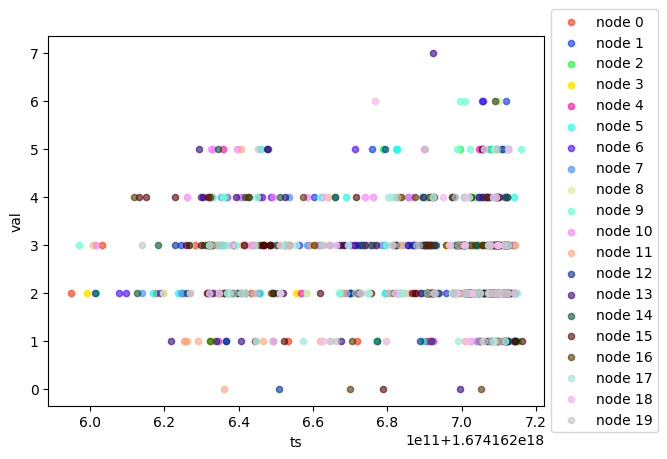 7
6
5
4
3
2
1
0
val
6.0
6.2
6.4
6.6
6.8
7.0
7.2
ts
1e11+1.674162e18
node 0
node 1
node 2
node 3
node 4
node 5
node 6
node 7
node 8
node 9
node 10
node 11
node 12
node 13
node 14
node 15
node 16
node 17
node 18
node 19